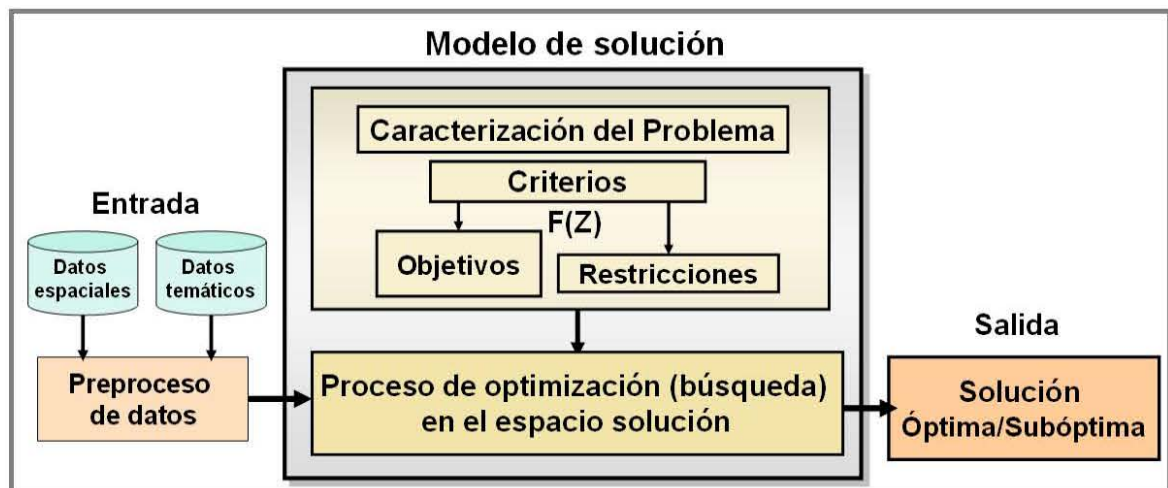 Modelo de solución
Caracterización del Problema
Criterios
F(Z)
Objetivos
Restricciones
Entrada
Datos
espaciales
Datos
temáticos
Preproceso
de datos
Proceso de optimización (búsqueda)
en el espacio solución
Salida
Solución
Óptima/Subóptima